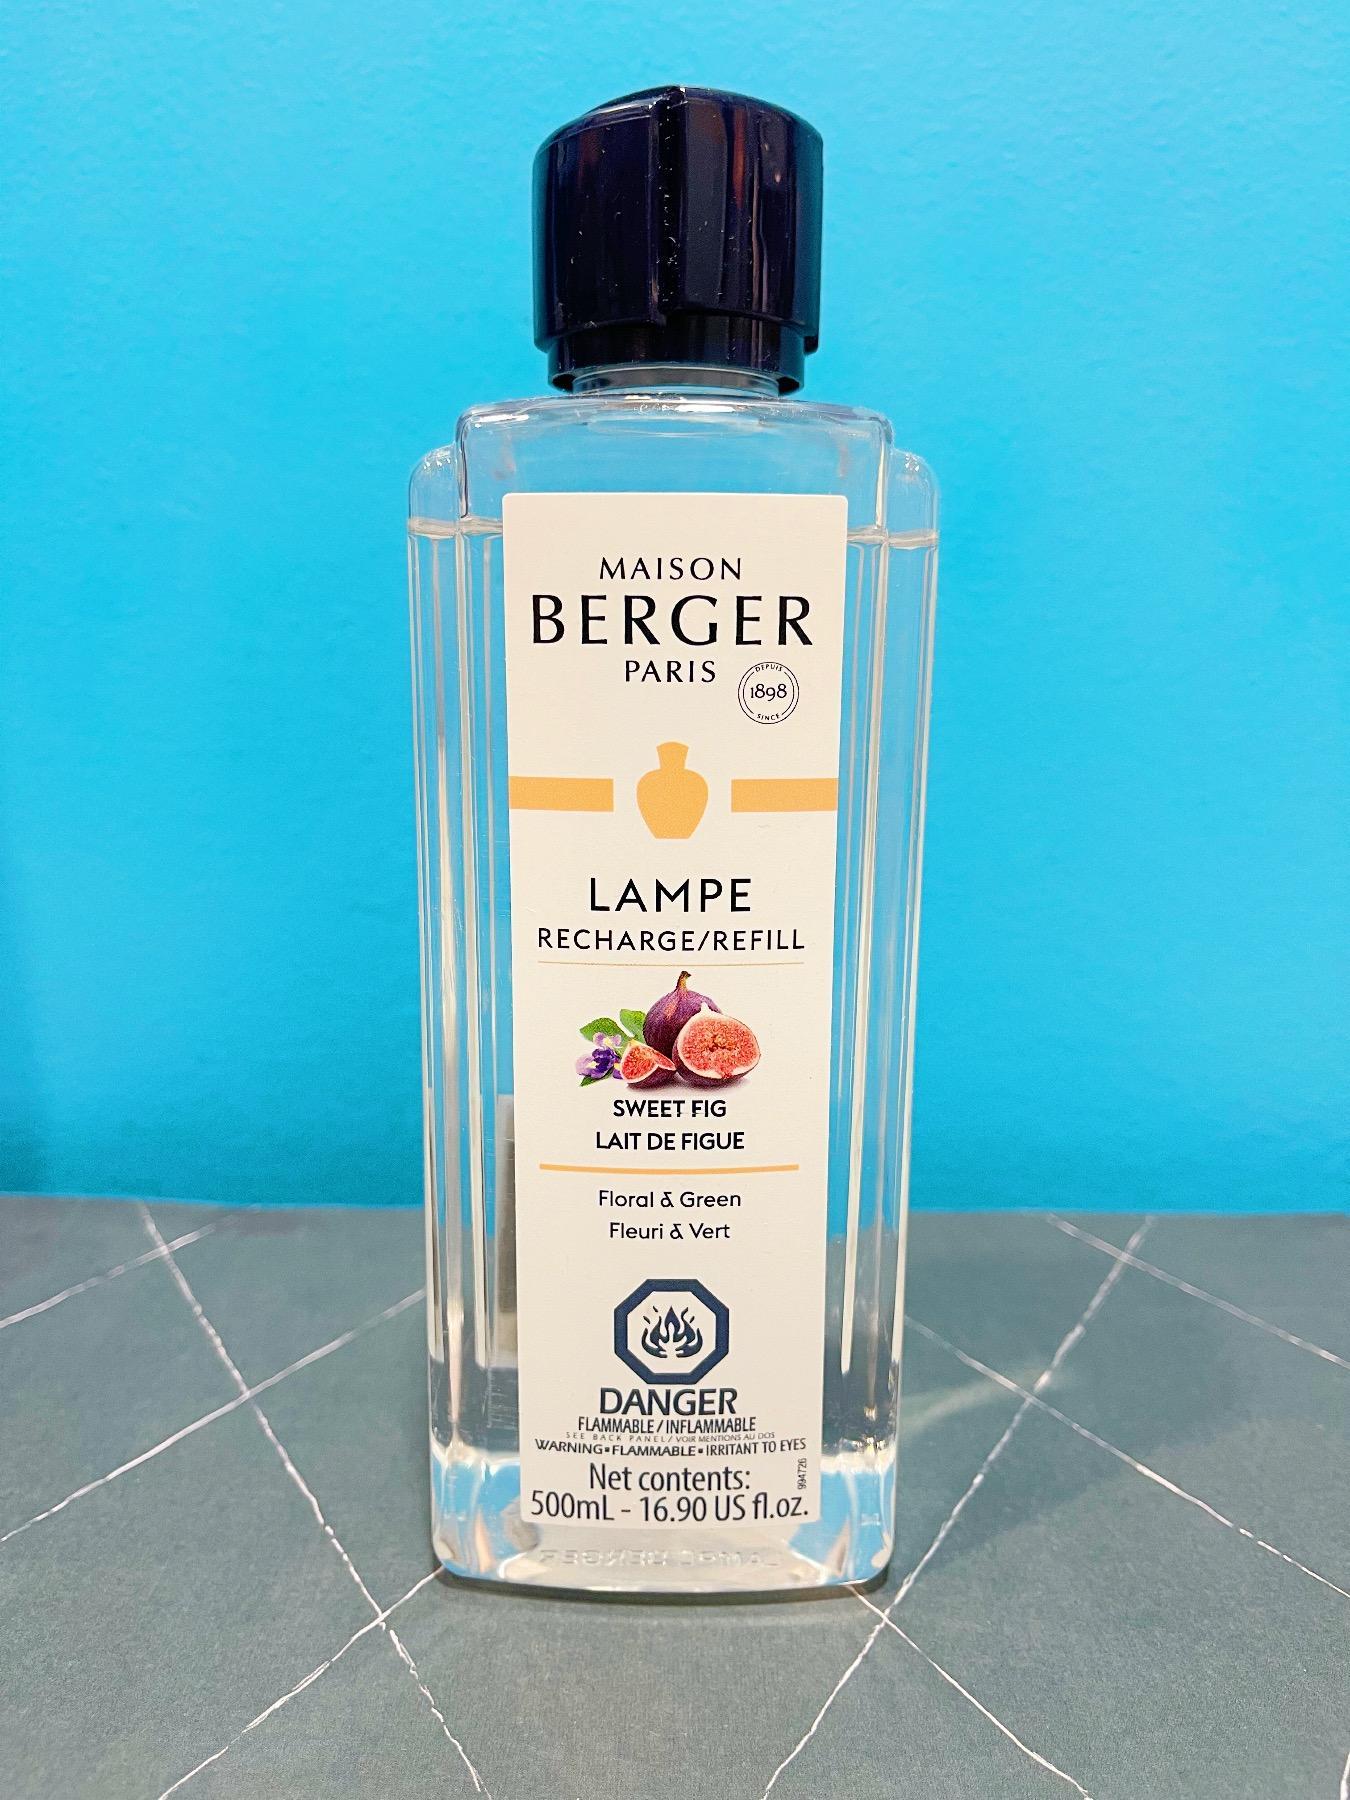 MAISON
BERGER
PARIS
DEPUIS
1898
SINCE
LAMPE
RECHARGE/REFILL
SWEET FIG
LAIT DE FIGUE
Floral & Green
Fleuri & Vert
DANGER
FLAMMABLE / INFLAMMABLE
SEE BACK PANEL / VOIR MENTIONS AU DOS
WARNING▪FLAMMABLE▪IRRITANT TO EYES
Net contents:
500mL - 16.90 US fl.oz.
994726